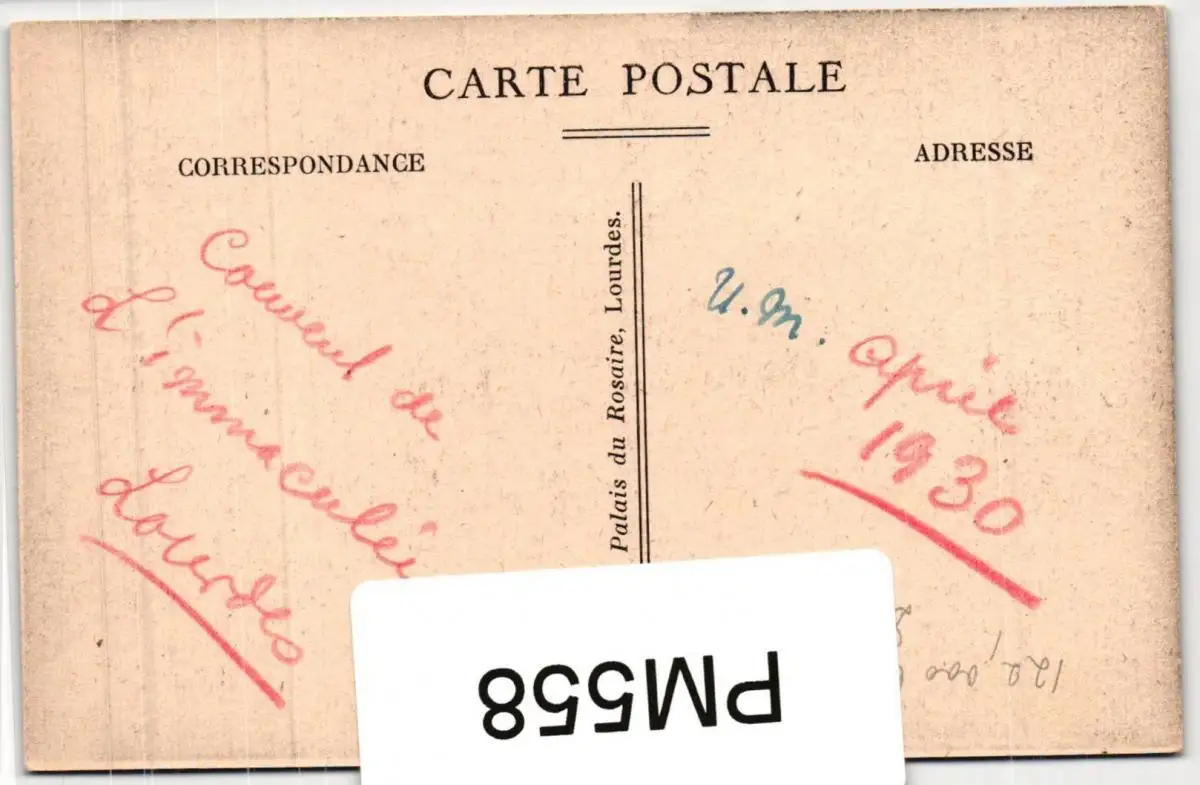 CARTE POSTALE
CORRESPONDANCE
ADRESSE
Couvent de
L'immaculée
Lourdes
Palais du Rosaire, Lourdes.
U.M. April
1930
PM558